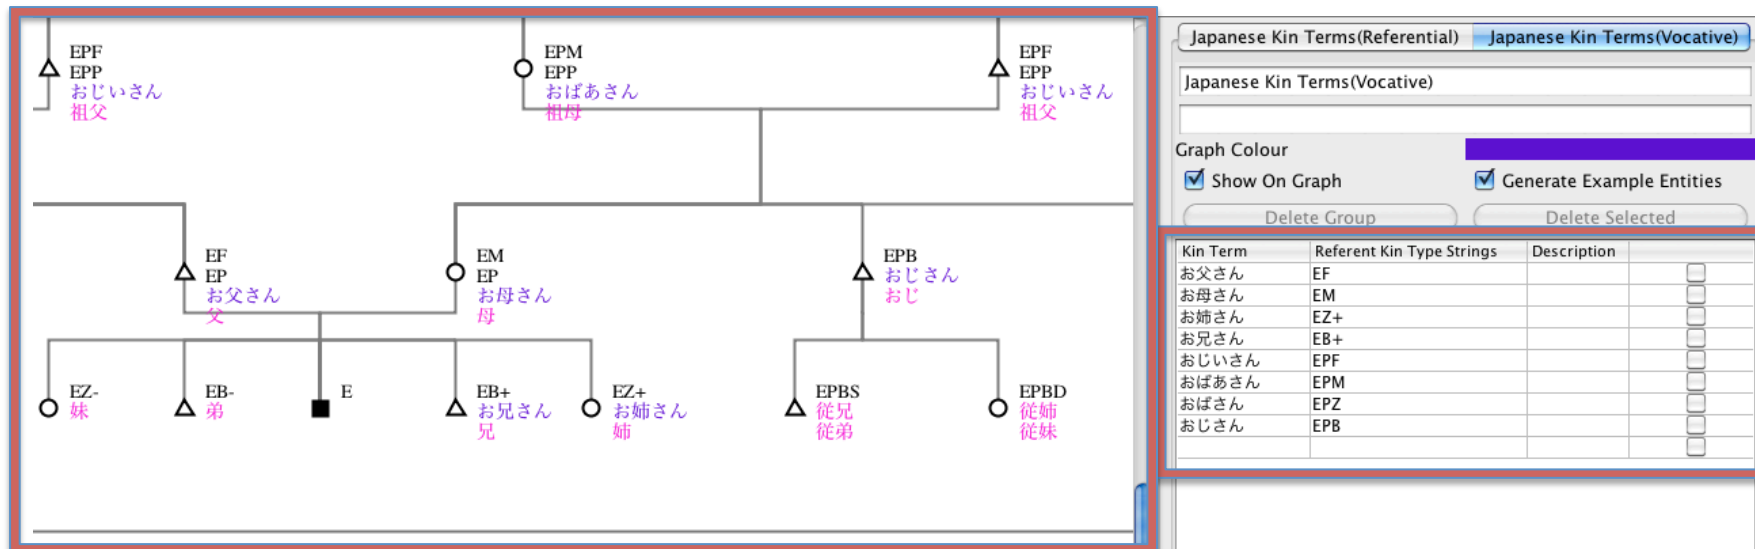 EPF
EPP
おじいさん
祖父
EPM
EPP
おばあさん
祖母
EPF
EPP
おじいさん
祖父
EF
EP
お父さん
父
EM
EP
お母さん
母
EPB
おじさん
おじ
EZ-
妹
EB-
弟
E
EB+
お兄さん
兄
EZ+
お姉さん
姉
EPBS
従兄
従弟
EPBD
従姉
従妹
Japanese Kin Terms(Referential) Japanese Kin Terms(Vocative)
Japanese Kin Terms(Vocative)
Graph Colour
Show On Graph Generate Example Entities
Delete Group Delete Selected
Kin Term Referent Kin Type Strings Description
お父さん EF
お母さん EM
お姉さん EZ+
お兄さん EB+
おじいさん EPF
おばあさん EPM
おばさん EPZ
おじさん EPB